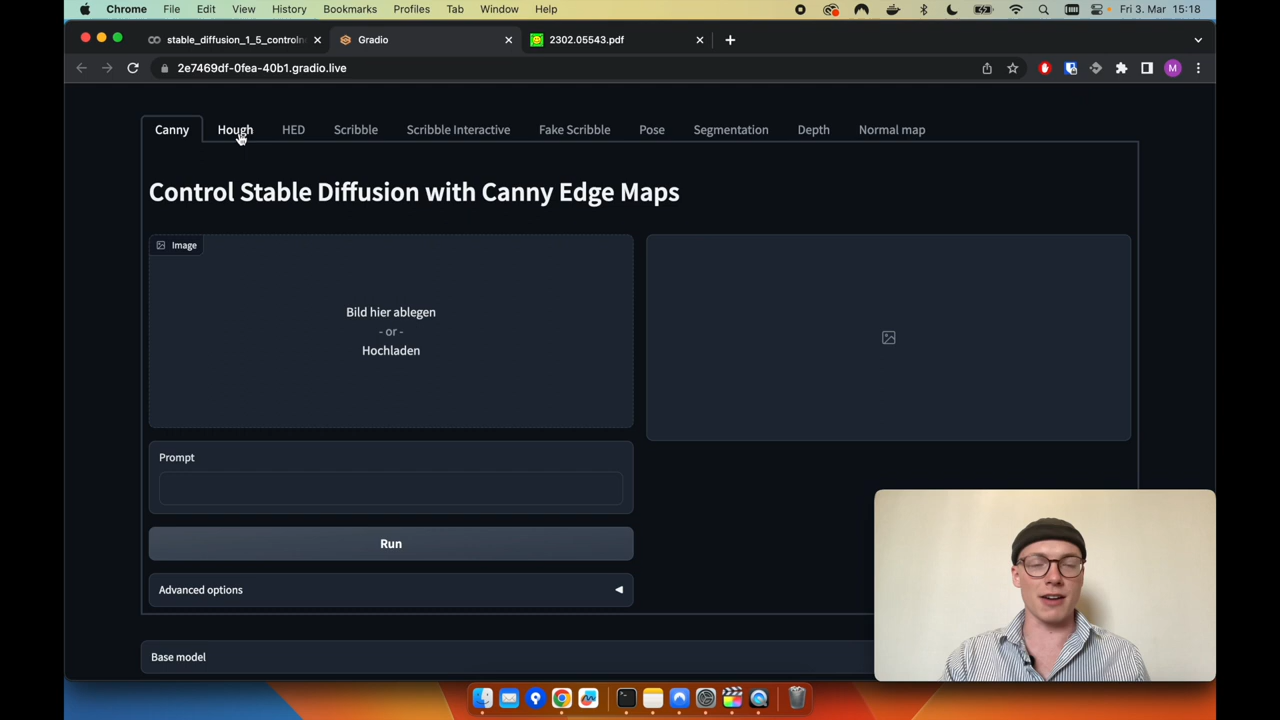 Chrome File Edit View History Bookmarks Profiles Tab Window Help Fri 3. Mar 15:18
stable_diffusion_1_5_controln Gradio 2302.05543.pdf
2e7469df-0fea-40b1.gradio.live M
Canny Hough HED Scribble Scribble Interactive Fake Scribble Pose Segmentation Depth Normal map
Control Stable Diffusion with Canny Edge Maps
Image
Bild hier ablegen
- or -
Hochladen
Prompt
Run
Advanced options
Base model